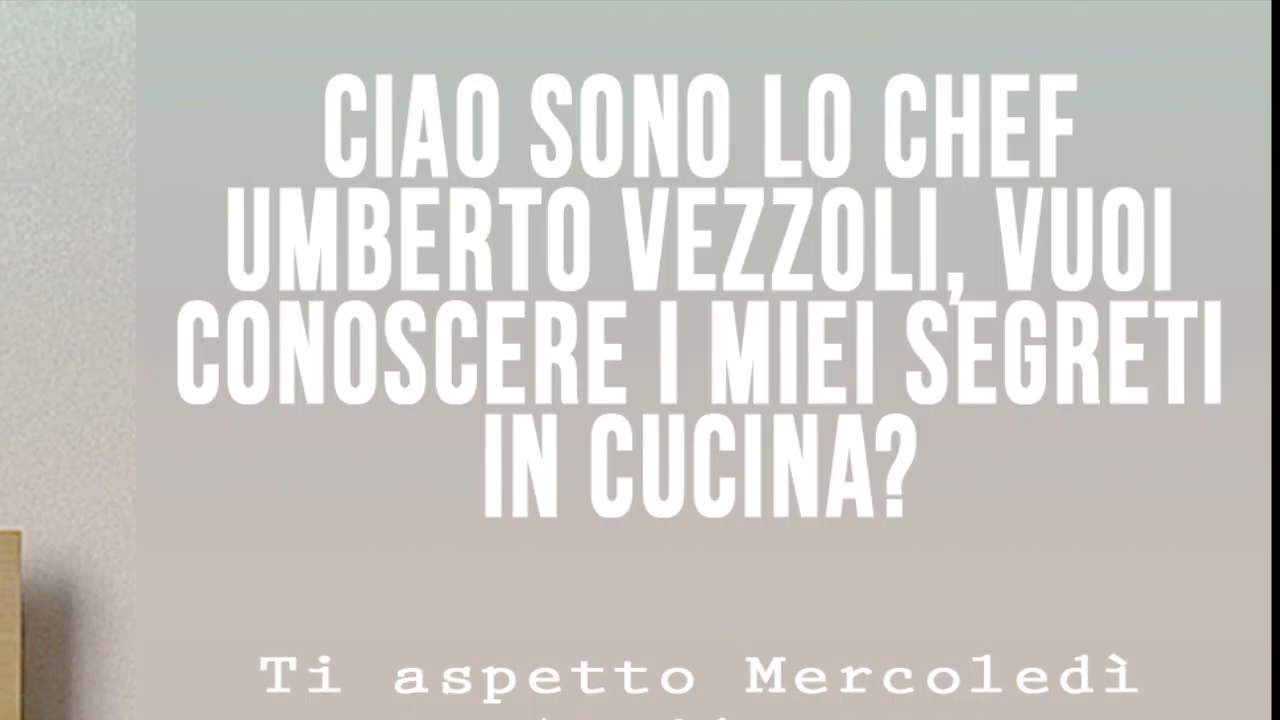 CIAO SONO LO CHEF
UMBERTO VEZZOLI, VUOI
CONOSCERE I MIEI SEGRETI
IN CUCINA?
Ti aspetto Mercoledì